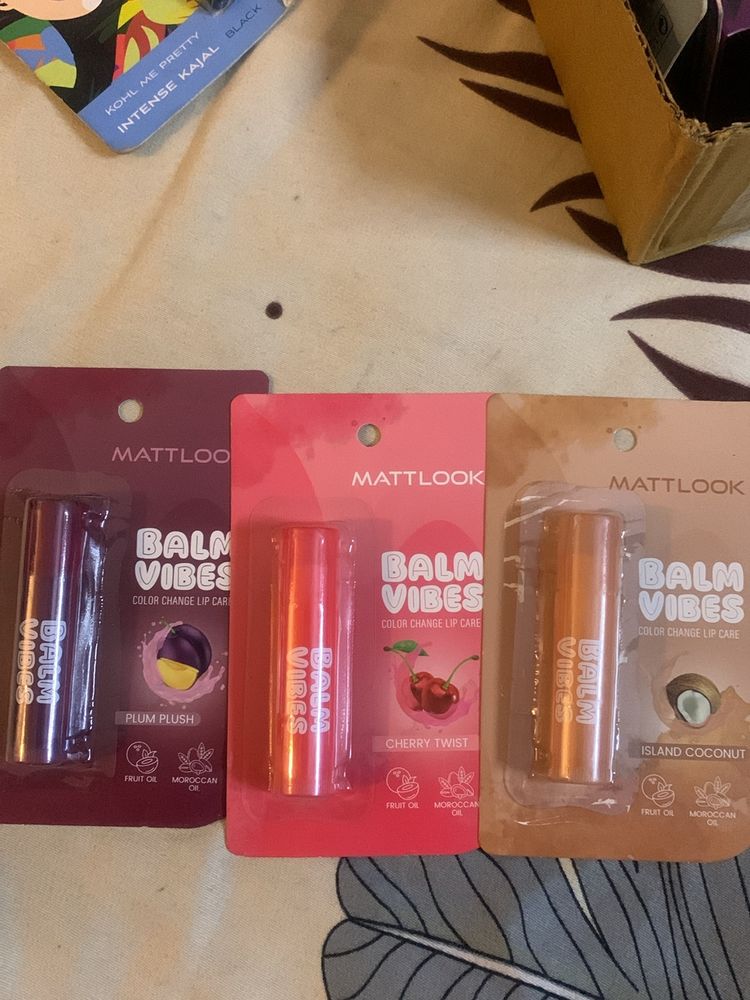 KOHL ME PRETTY
INTENSE KAJAL
BLACK
MATTLOO
BALM
VIBES
COLOR CHANGE LIP CARE
PLUM PLUSH
FRUIT OIL
MOROCCAN
OIL
BALM
VIBES
MATTLOOK
BALM
VIBES
COLOR CHANGE LIP CARE
CHERRY TWIST
FRUIT OIL
MOROCCAN
OIL
BALM
VIBES
MATTLOOK
BALM
VIBES
COLOR CHANGE LIP CARE
ISLAND COCONUT
FRUIT OIL
MOROCCAN
OIL
BALM
VIBES